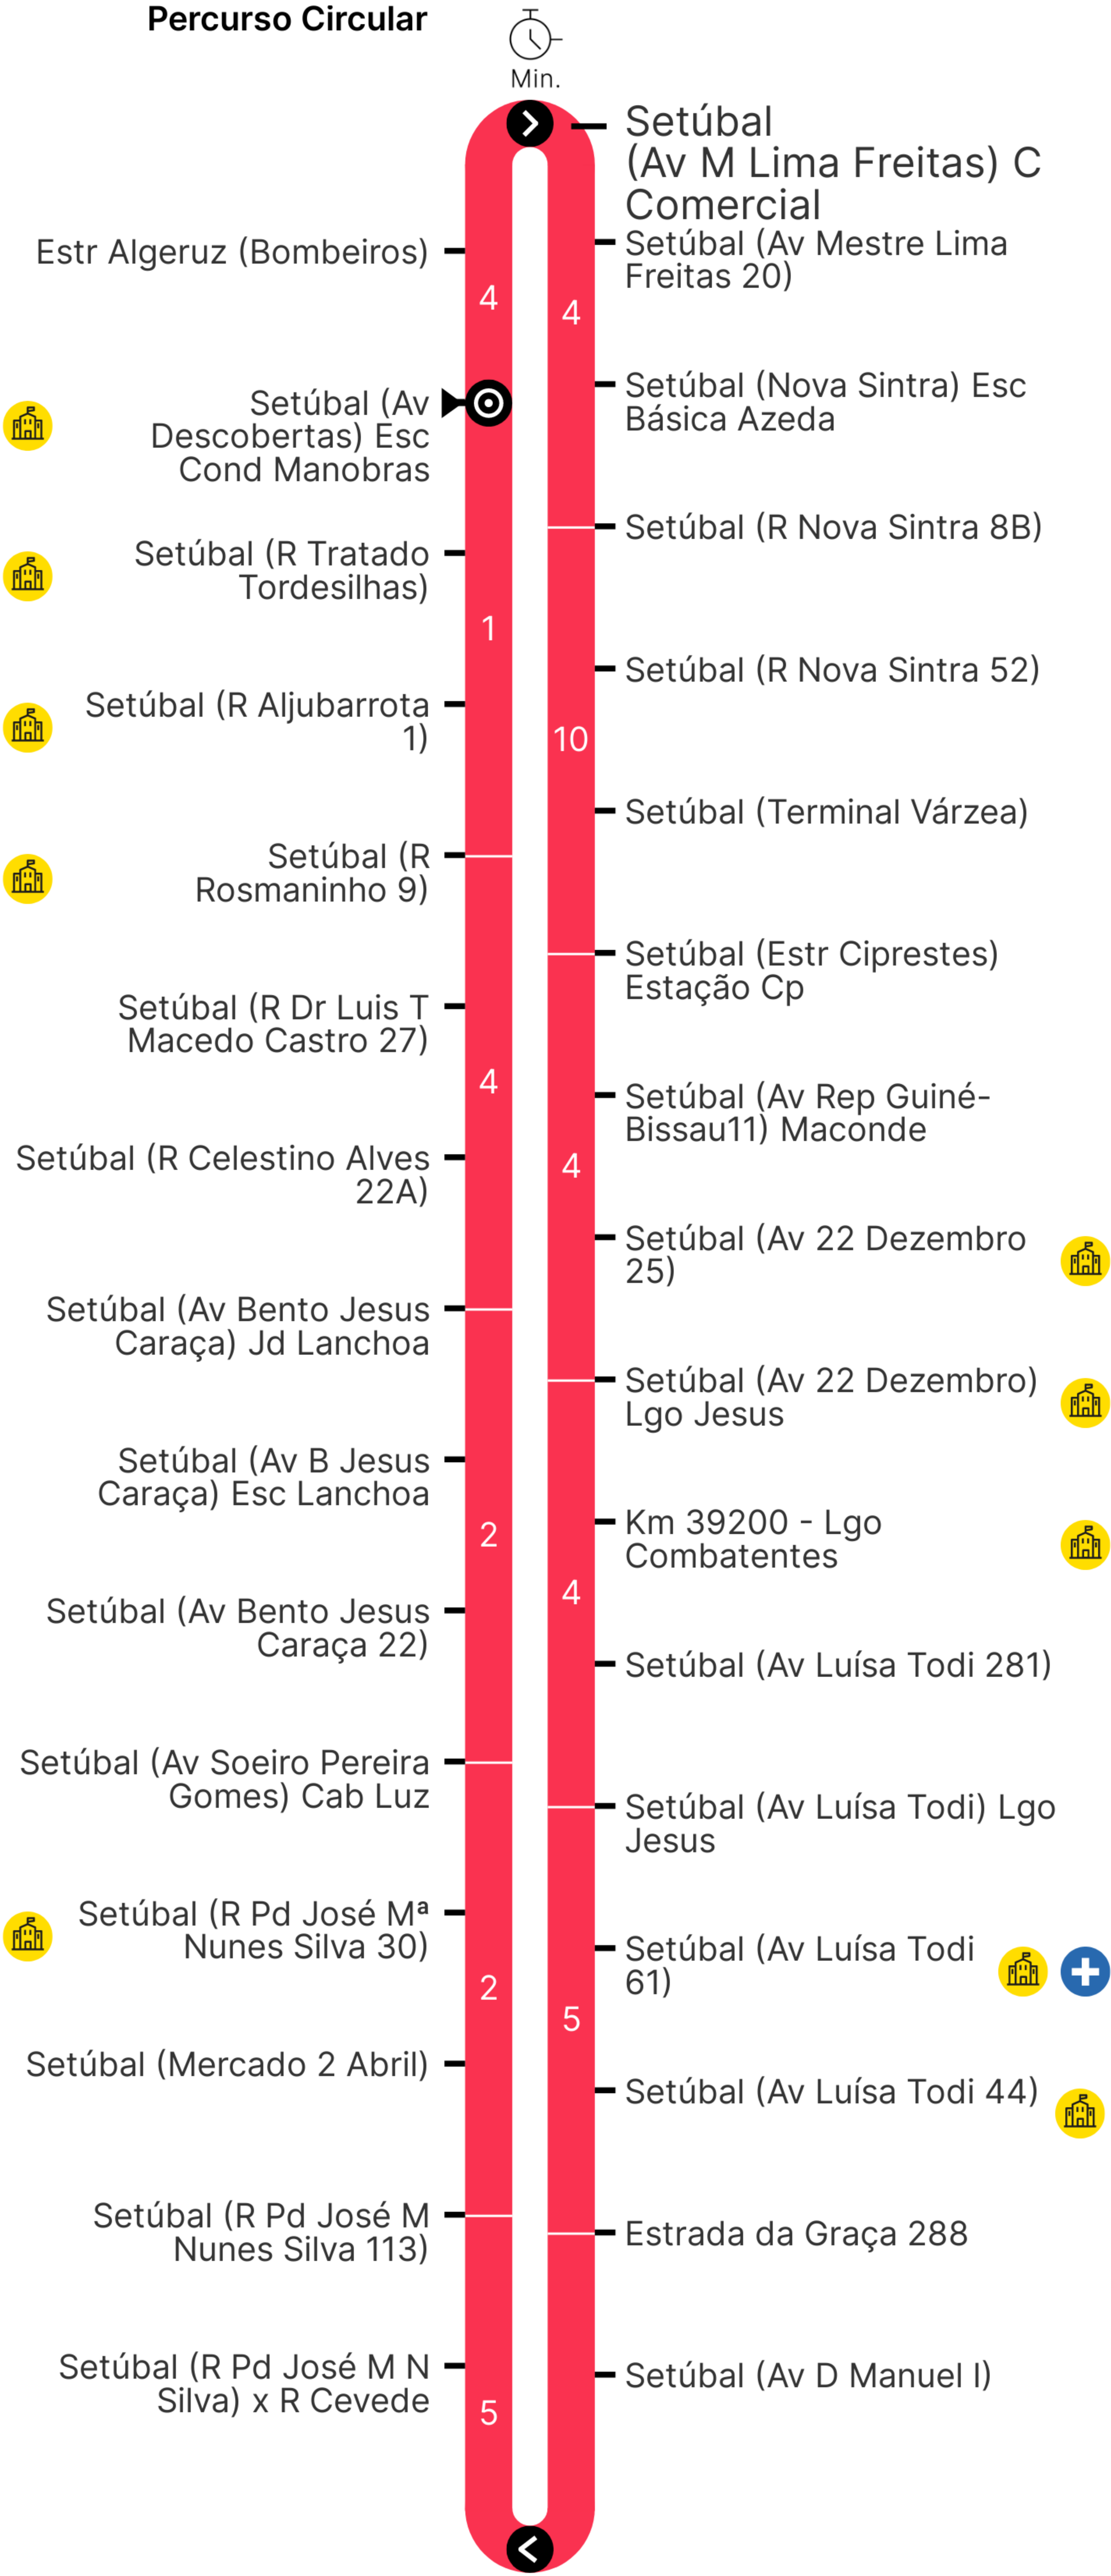 Percurso Circular
Min.
Setúbal
(Av M Lima Freitas) C
Comercial
Setúbal (Av Mestre Lima
Freitas 20)
4
Setúbal (Nova Sintra) Esc
Básica Azeda
Setúbal (R Nova Sintra 8B)
Setúbal (R Nova Sintra 52)
10
Setúbal (Terminal Várzea)
Setúbal (Estr Ciprestes)
Estação Cp
Setúbal (Av Rep Guiné-
Bissau11) Maconde
4
Setúbal (Av 22 Dezembro
25)
Setúbal (Av 22 Dezembro)
Lgo Jesus
Km 39200 - Lgo
Combatentes
4
Setúbal (Av Luísa Todi 281)
Setúbal (Av Luísa Todi) Lgo
Jesus
Setúbal (Av Luísa Todi
61)
5
Setúbal (Av Luísa Todi 44)
Estrada da Graça 288
Setúbal (Av D Manuel I)
Estr Algeruz (Bombeiros)
4
Setúbal (Av
Descobertas) Esc
Cond Manobras
Setúbal (R Tratado
Tordesilhas)
1
Setúbal (R Aljubarrota
1)
Setúbal (R
Rosmaninho 9)
Setúbal (R Dr Luis T
Macedo Castro 27)
4
Setúbal (R Celestino Alves
22A)
Setúbal (Av Bento Jesus
Caraça) Jd Lanchoa
Setúbal (Av B Jesus
Caraça) Esc Lanchoa
2
Setúbal (Av Bento Jesus
Caraça 22)
Setúbal (Av Soeiro Pereira
Gomes) Cab Luz
Setúbal (R Pd José Mª
Nunes Silva 30)
2
Setúbal (Mercado 2 Abril)
Setúbal (R Pd José M
Nunes Silva 113)
Setúbal (R Pd José M N
Silva) x R Cevede
5